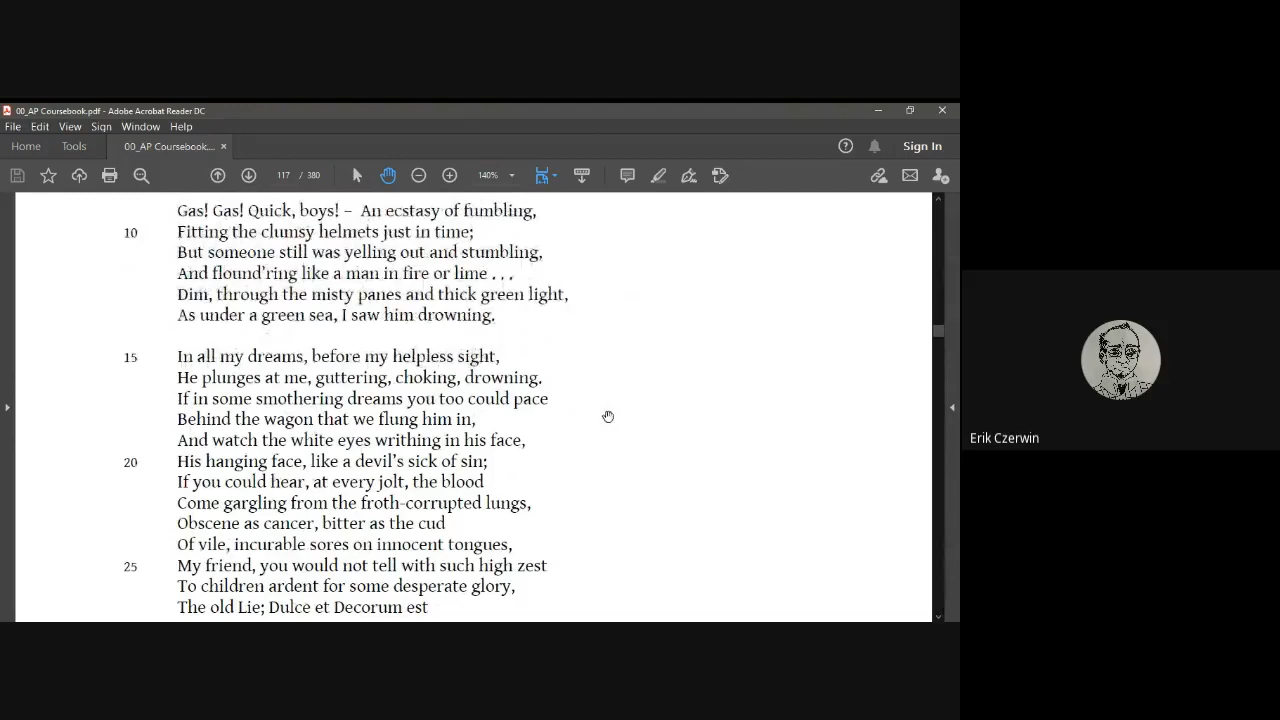 00_AP Coursebook.pdf - Adobe Acrobat Reader DC
File Edit View Sign Window Help
Home Tools 00_AP Coursebook.... × Sign In
117 / 380 140%
Gas! Gas! Quick, boys! – An ecstasy of fumbling,
10 Fitting the clumsy helmets just in time;
But someone still was yelling out and stumbling,
And flound’ring like a man in fire or lime . . .
Dim, through the misty panes and thick green light,
As under a green sea, I saw him drowning.
15 In all my dreams, before my helpless sight,
He plunges at me, guttering, choking, drowning.
If in some smothering dreams you too could pace
Behind the wagon that we flung him in,
And watch the white eyes writhing in his face,
20 His hanging face, like a devil’s sick of sin;
If you could hear, at every jolt, the blood
Come gargling from the froth-corrupted lungs,
Obscene as cancer, bitter as the cud
Of vile, incurable sores on innocent tongues,
25 My friend, you would not tell with such high zest
To children ardent for some desperate glory,
The old Lie; Dulce et Decorum est
Erik Czerwin